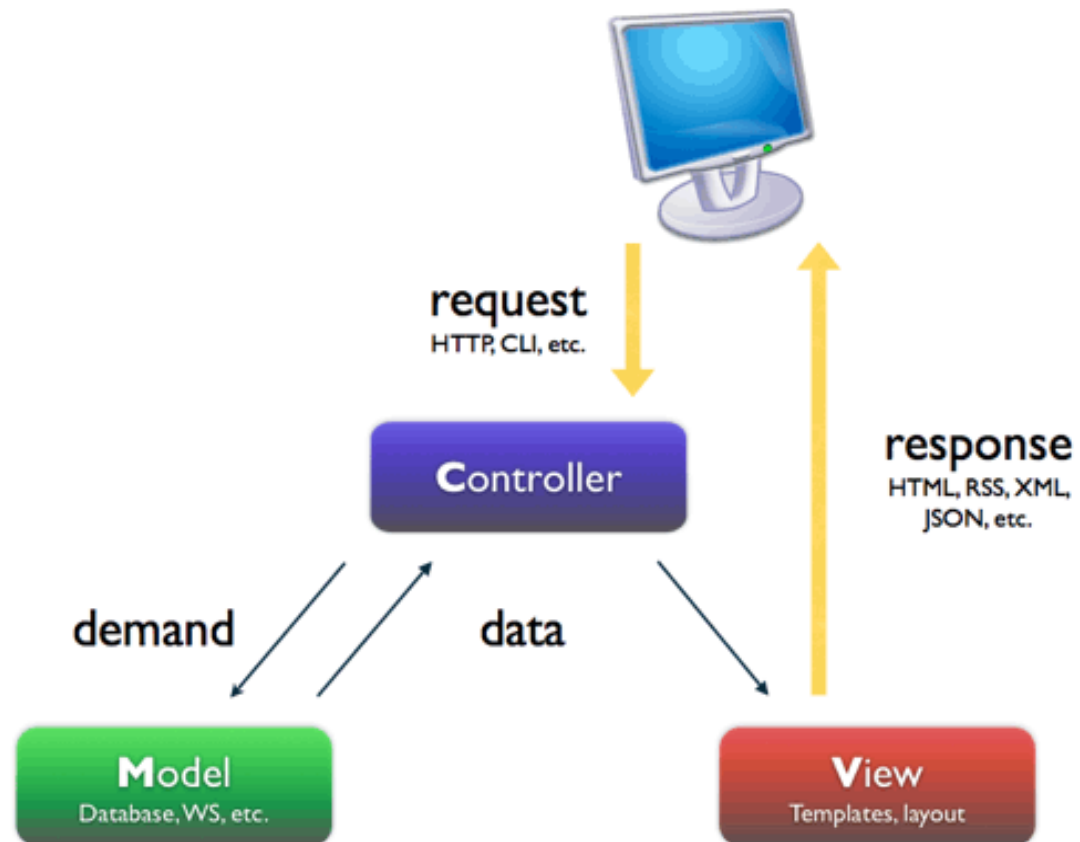 request
HTTP, CLI, etc.
Controller
response
HTML, RSS, XML,
JSON, etc.
demand
data
Model
Database, WS, etc.
View
Templates, layout